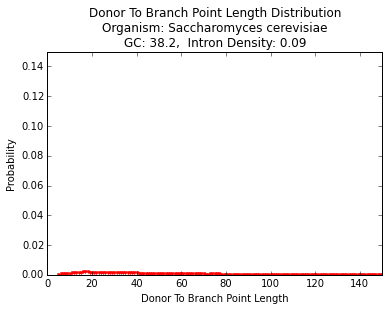 Donor To Branch Point Length Distribution
Organism: Saccharomyces cerevisiae
GC: 38.2,  Intron Density: 0.09
0.14
0.12
0.10
0.08
0.06
0.04
0.02
0.00
Probability
0 20 40 60 80 100 120 140
Donor To Branch Point Length